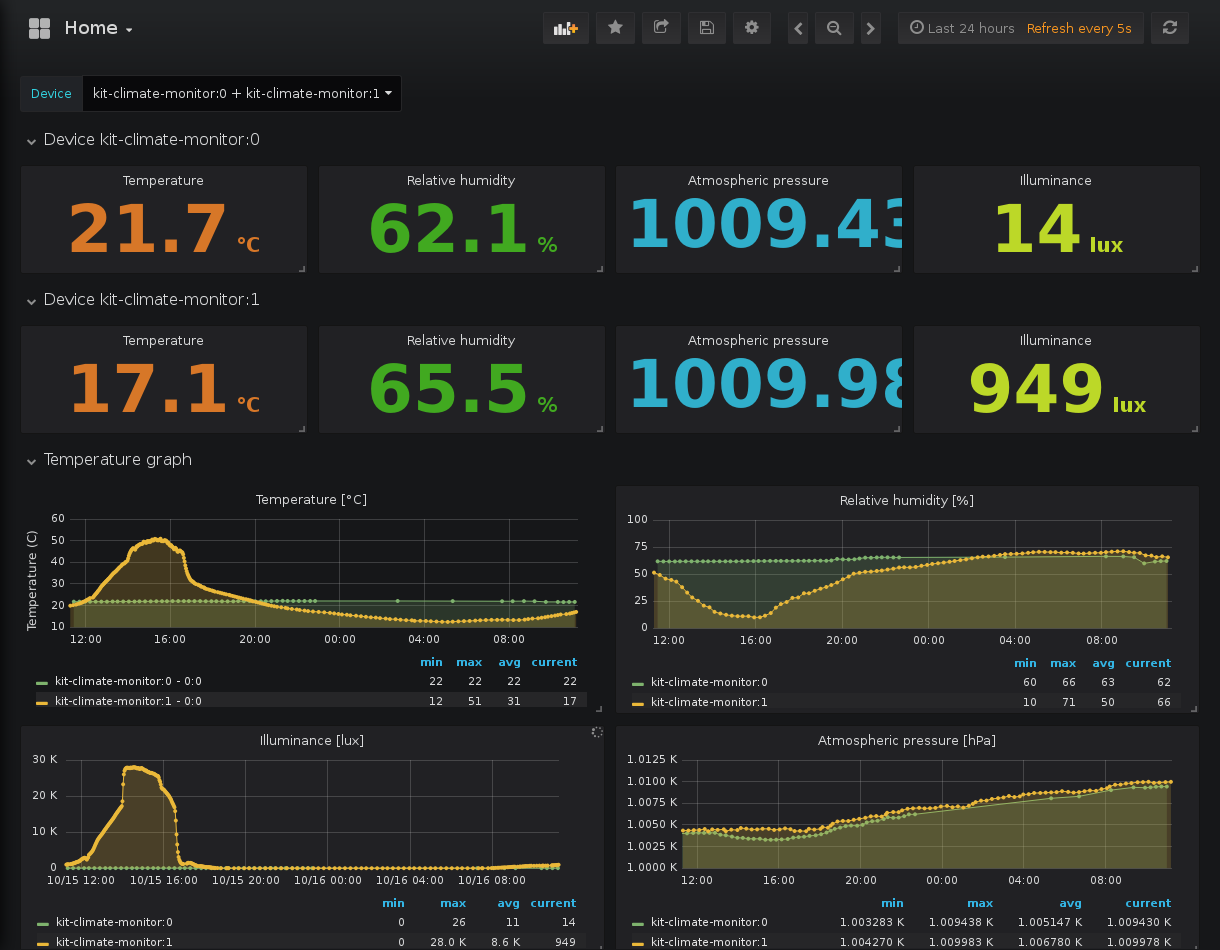 Home
Last 24 hours Refresh every 5s
Device kit-climate-monitor:0 + kit-climate-monitor:1
Device kit-climate-monitor:0
Temperature Relative humidity Atmospheric pressure Illuminance
21.7 °C 62.1 % 1009.43 14 lux
Device kit-climate-monitor:1
Temperature Relative humidity Atmospheric pressure Illuminance
17.1 °C 65.5 % 1009.98 949 lux
Temperature graph
Temperature [°C]
Temperature (C)
60
50
40
30
20
10
12:00 16:00 20:00 00:00 04:00 08:00
min max avg current
kit-climate-monitor:0 - 0:0 22 22 22 22
kit-climate-monitor:1 - 0:0 12 51 31 17
Relative humidity [%]
100
75
50
25
0
12:00 16:00 20:00 00:00 04:00 08:00
min max avg current
kit-climate-monitor:0 60 66 63 62
kit-climate-monitor:1 10 71 50 66
Illuminance [lux]
30 K
20 K
10 K
0
10/15 12:00 10/15 16:00 10/15 20:00 10/16 00:00 10/16 04:00 10/16 08:00
min max avg current
kit-climate-monitor:0 0 26 11 14
kit-climate-monitor:1 0 28.0 K 8.6 K 949
Atmospheric pressure [hPa]
1.0125 K
1.0100 K
1.0075 K
1.0050 K
1.0025 K
1.0000 K
12:00 16:00 20:00 00:00 04:00 08:00
min max avg current
kit-climate-monitor:0 1.003283 K 1.009438 K 1.005147 K 1.009430 K
kit-climate-monitor:1 1.004270 K 1.009983 K 1.006780 K 1.009978 K